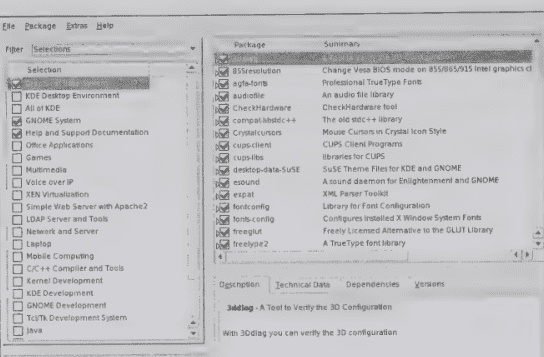 File Package Extras Help
Filter Selections
Selection
KDE Desktop Environment
All of KDE
GNOME System
Help and Support Documentation
Office Applications
Games
Multimedia
Voice over IP
XEN Virtualization
Simple Web Server with Apache2
LDAP Server and Tools
Network and Server
Laptop
Mobile Computing
C/C++ Compiler and Tools
Kernel Development
KDE Development
GNOME Development
Tcl/Tk Development System
Java
Package Summary
855resolution Change Vesa BIOS mode on 855/865/915 Intel graphics
agfa-fonts Professional TrueType Fonts
audiofile An audio file library
CheckHardware CheckHardware tool
compat-libstdc++ The old stdc++ library
Crystalcursors Mouse Cursors in Crystal Icon Style
cups-client CUPS Client Programs
cups-libs libraries for CUPS
desktop-data-SuSE SuSE Theme Files for KDE and GNOME
esound A sound daemon for Enlightenment and GNOME
expat XML Parser Toolkit
fontconfig Library for Font Configuration
fonts-config Configures Installed X Window System Fonts
freeglut Freely Licensed Alternative to the GLUT Library
freetype2 A TrueType font library
Description Technical Data Dependencies Versions
3ddiag - A Tool to Verify the 3D Configuration
With 3Ddiag you can verify the 3D configuration